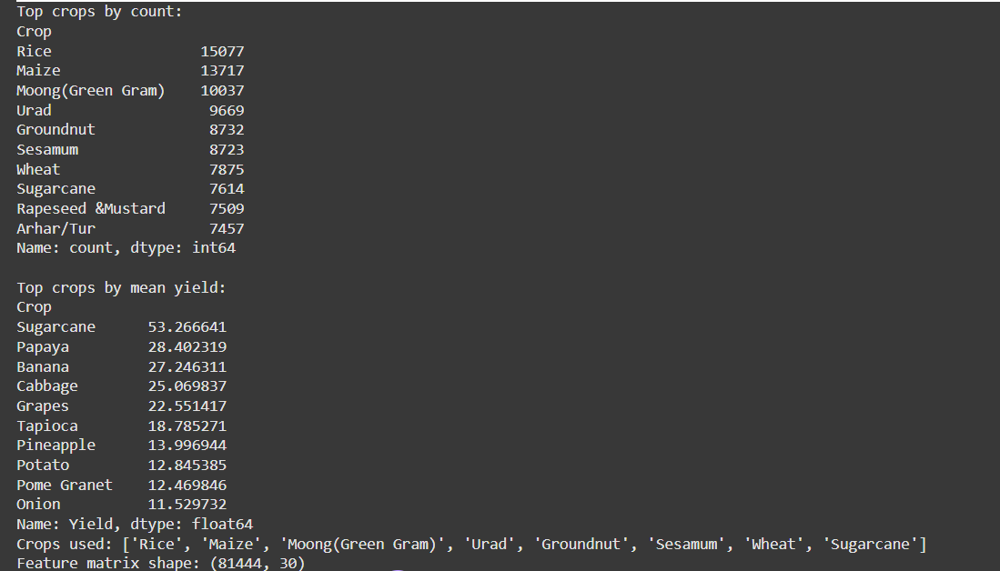 Top crops by count:
Crop
Rice 15077
Maize 13717
Moong(Green Gram) 10037
Urad 9669
Groundnut 8732
Sesamum 8723
Wheat 7875
Sugarcane 7614
Rapeseed &Mustard 7509
Arhar/Tur 7457
Name: count, dtype: int64
Top crops by mean yield:
Crop
Sugarcane 53.266641
Papaya 28.402319
Banana 27.246311
Cabbage 25.069837
Grapes 22.551417
Tapioca 18.785271
Pineapple 13.996944
Potato 12.845385
Pome Granet 12.469846
Onion 11.529732
Name: Yield, dtype: float64
Crops used: ['Rice', 'Maize', 'Moong(Green Gram)', 'Urad', 'Groundnut', 'Sesamum', 'Wheat', 'Sugarcane']
Feature matrix shape: (81444, 30)